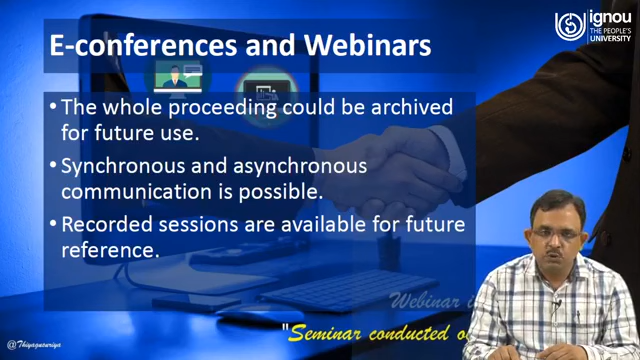 E-conferences and Webinars
ignou
THE PEOPLE'S
UNIVERSITY
• The whole proceeding could be archived
for future use.
• Synchronous and asynchronous
communication is possible.
• Recorded sessions are available for future
reference.
Webinar i
"Seminar conducted o
@Thiyagusuriya